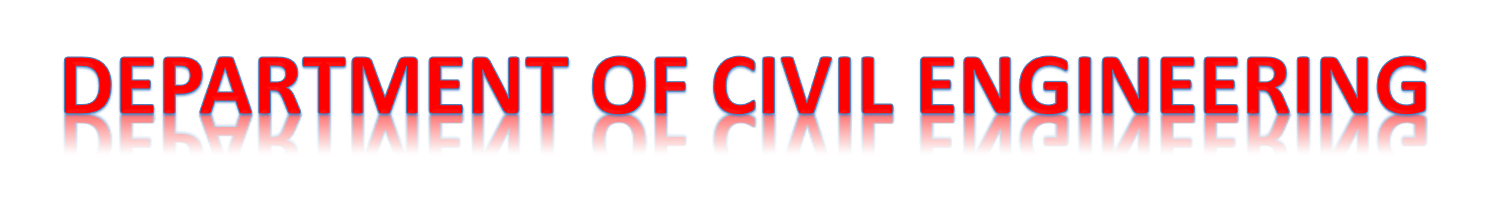 DEPARTMENT OF CIVIL ENGINEERING